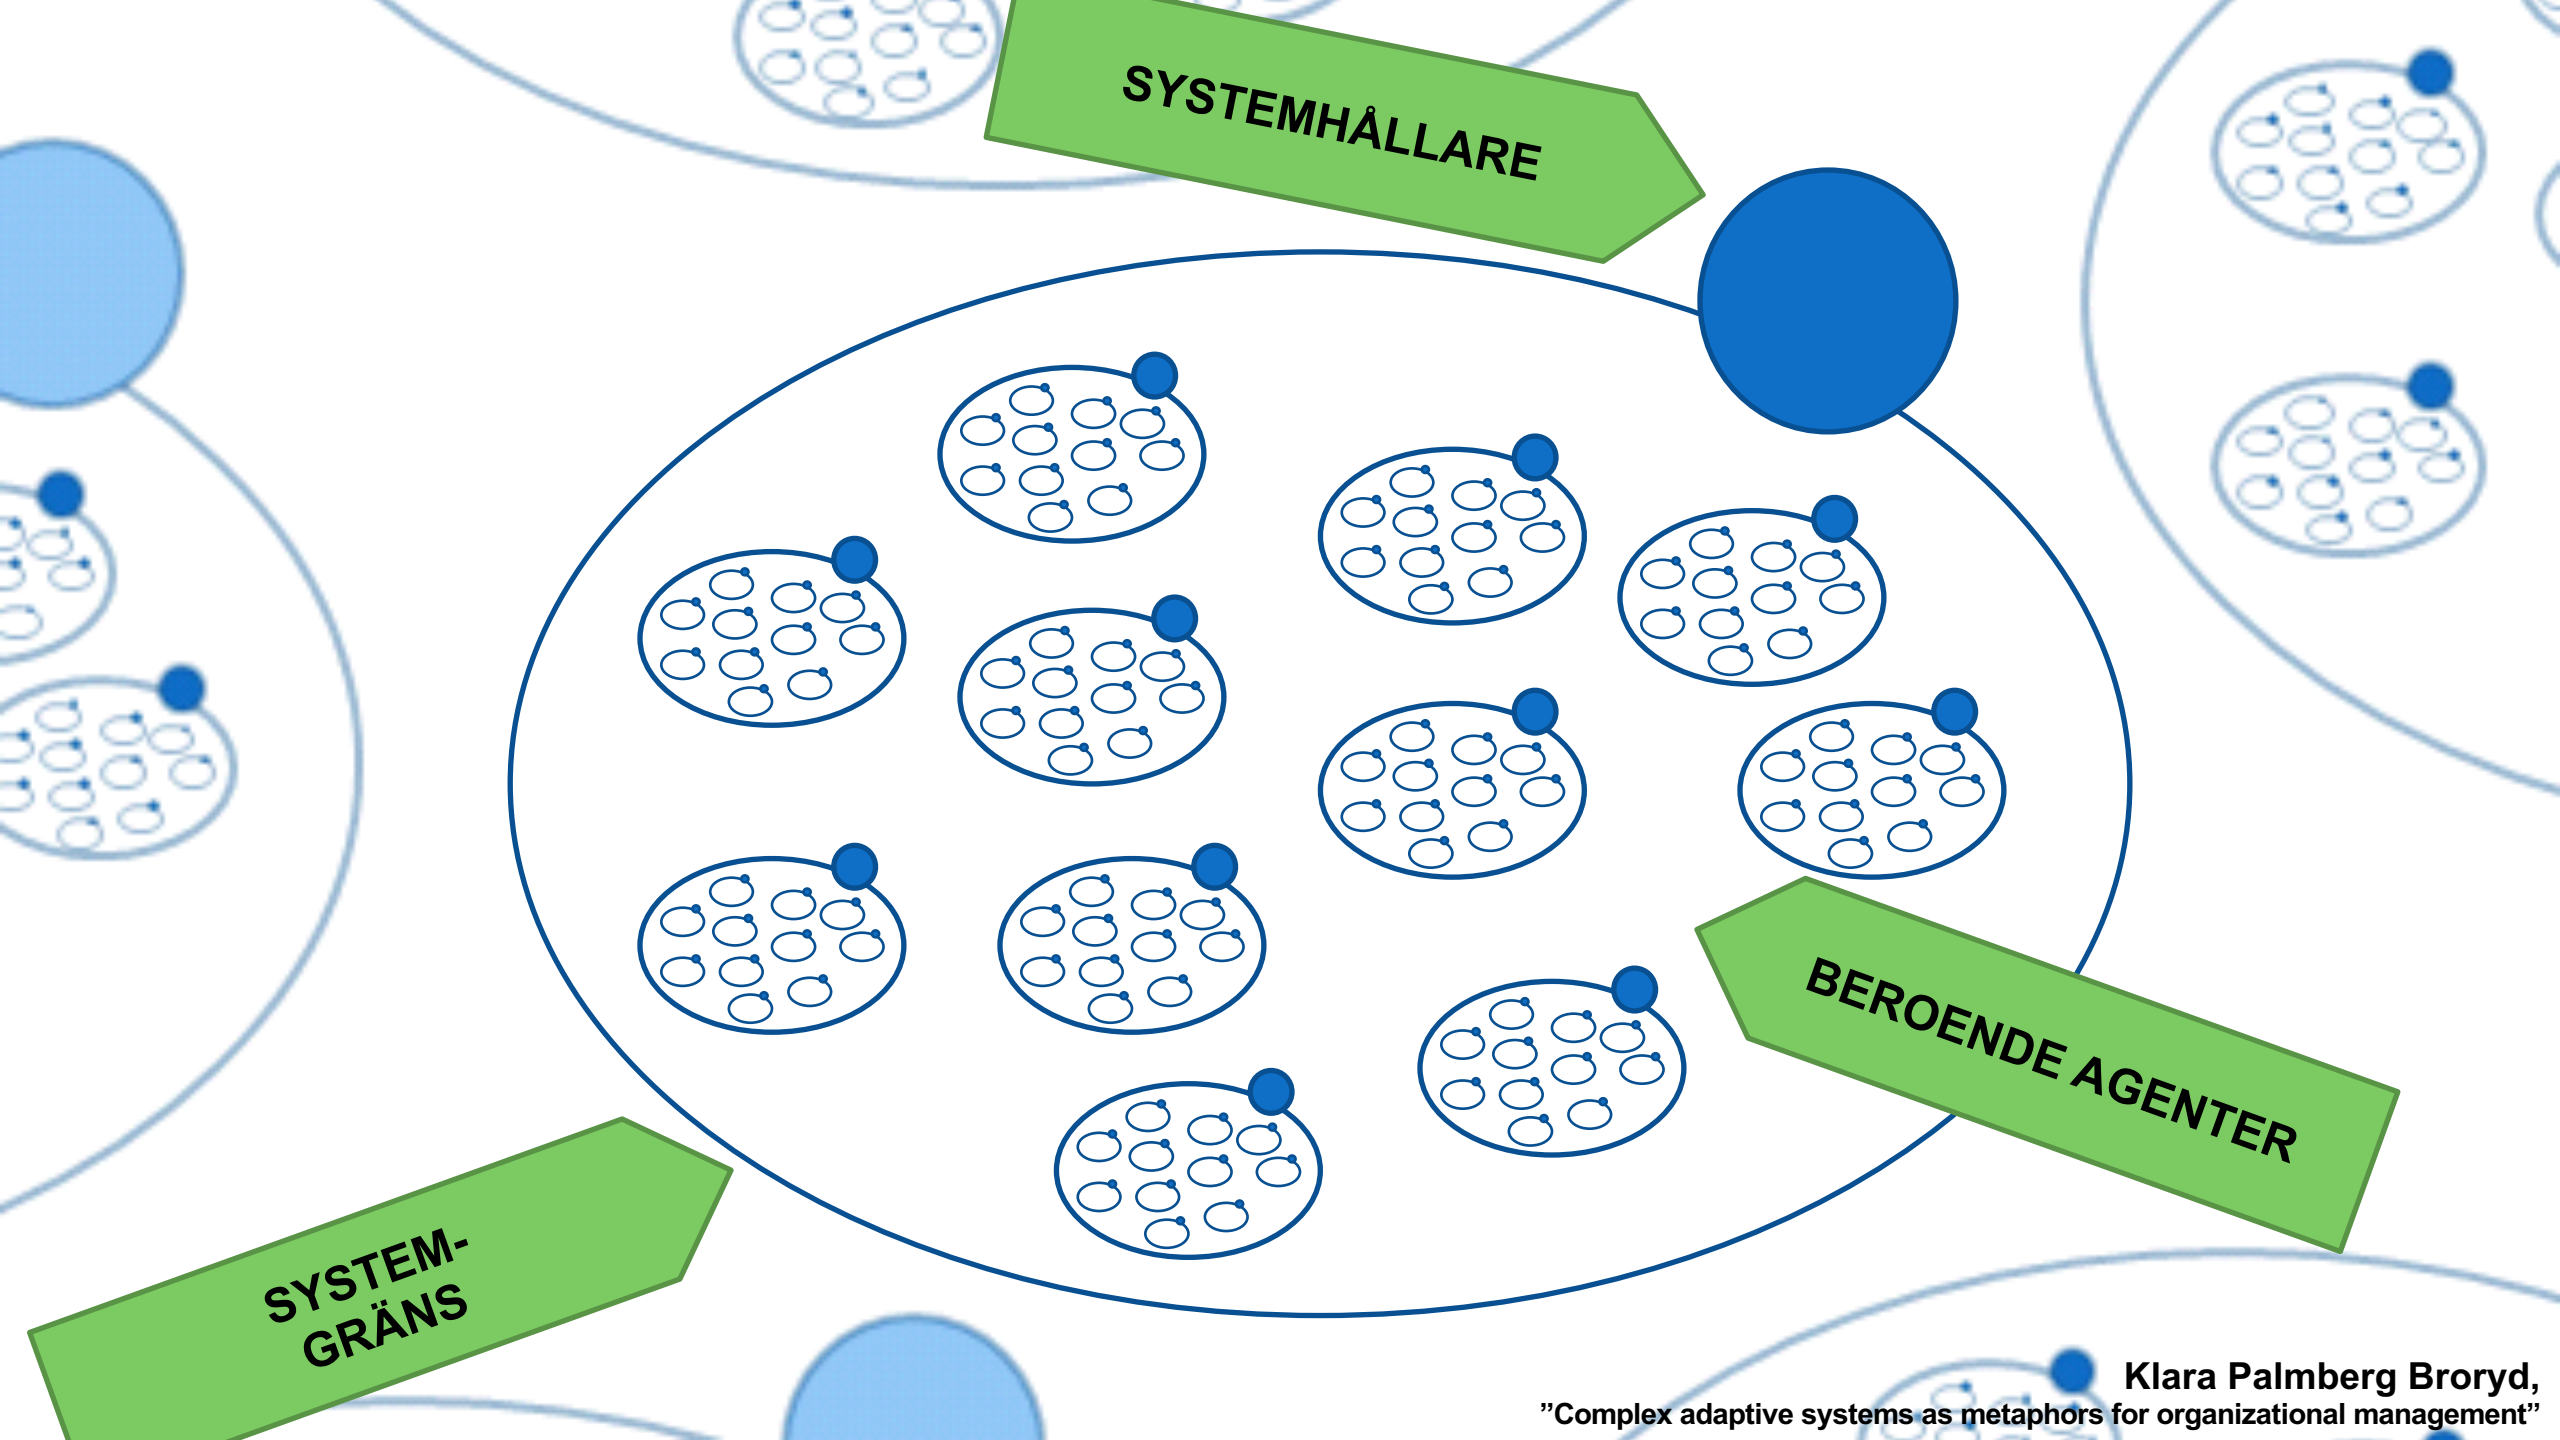 SYSTEMHÅLLARE
BEROENDE AGENTER
SYSTEM-
GRÄNS
Klara Palmberg Broryd,
”Complex adaptive systems as metaphors for organizational management”